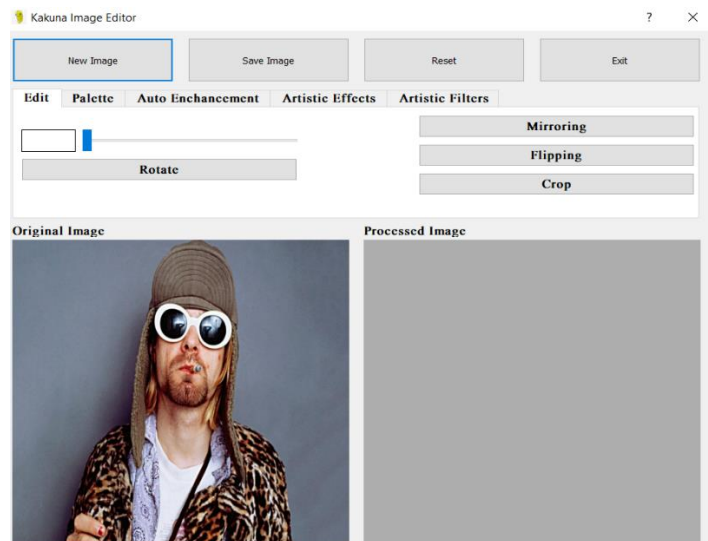 Kakuna Image Editor
?
New Image
Save Image
Reset
Exit
Edit
Palette
Auto Enchancement
Artistic Effects
Artistic Filters
Mirroring
Rotate
Flipping
Crop
Original Image
Processed Image